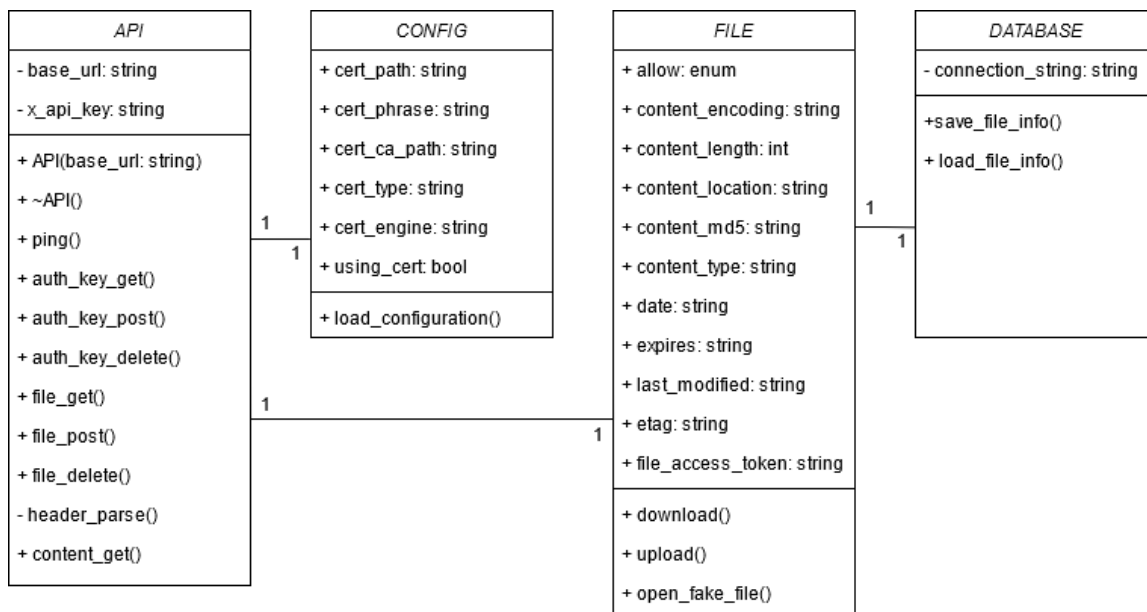 API
- base_url: string
- x_api_key: string
+ API(base_url: string)
+ ~API()
+ ping()
+ auth_key_get()
+ auth_key_post()
+ auth_key_delete()
+ file_get()
+ file_post()
+ file_delete()
- header_parse()
+ content_get()
1
1
CONFIG
+ cert_path: string
+ cert_phrase: string
+ cert_ca_path: string
+ cert_type: string
+ cert_engine: string
+ using_cert: bool
+ load_configuration()
1
1
FILE
+ allow: enum
+ content_encoding: string
+ content_length: int
+ content_location: string
+ content_md5: string
+ content_type: string
+ date: string
+ expires: string
+ last_modified: string
+ etag: string
+ file_access_token: string
+ download()
+ upload()
+ open_fake_file()
1
1
DATABASE
- connection_string: string
+save_file_info()
+ load_file_info()